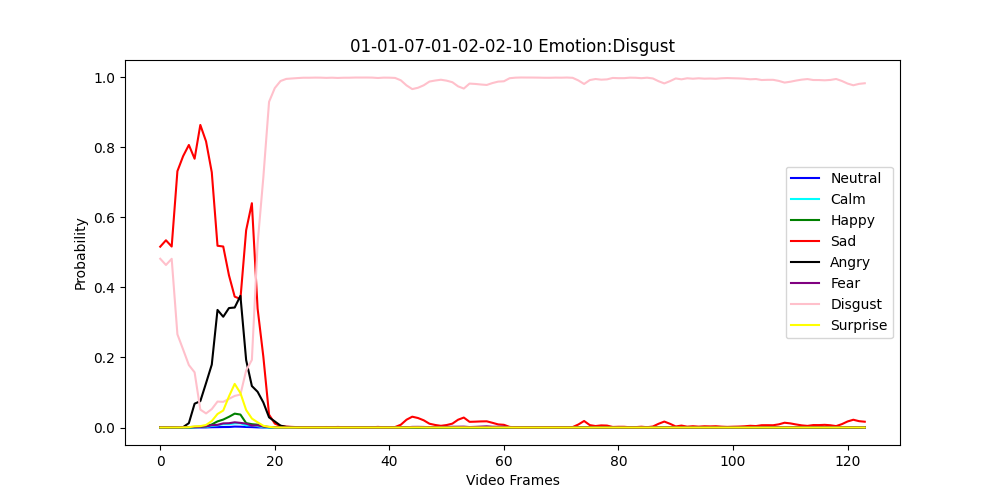 01-01-07-01-02-02-10 Emotion:Disgust
Probability
1.0
0.8
0.6
0.4
0.2
0.0
Neutral
Calm
Happy
Sad
Angry
Fear
Disgust
Surprise
0 20 40 60 80 100 120
Video Frames